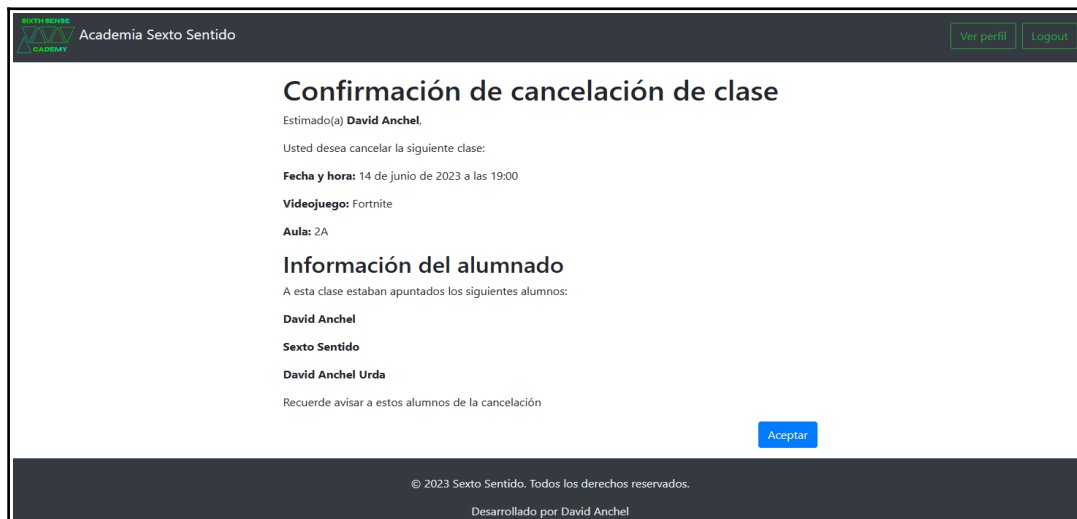 SIXTH SENSE
CADEMY
Academia Sexto Sentido
Ver perfil
Logout
Confirmación de cancelación de clase
Estimado(a) David Anchel,
Usted desea cancelar la siguiente clase:
Fecha y hora: 14 de junio de 2023 a las 19:00
Videojuego: Fortnite
Aula: 2A
Información del alumnado
A esta clase estaban apuntados los siguientes alumnos:
David Anchel
Sexto Sentido
David Anchel Urda
Recuerde avisar a estos alumnos de la cancelación
Aceptar
© 2023 Sexto Sentido. Todos los derechos reservados.
Desarrollado por David Anchel